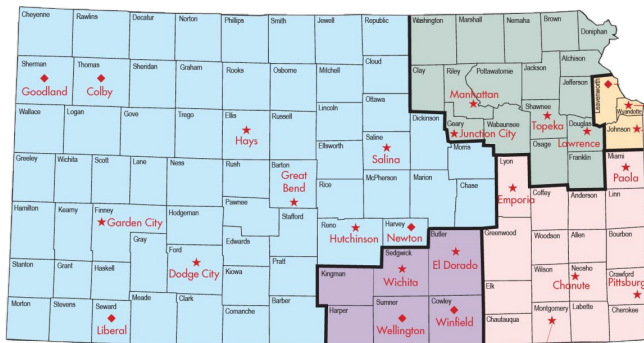 Cheyenne Rawlins Decatur Norton Phillips Smith Jewell Republic Washington Marshall Nemaha Brown Doniphan
Sherman Thomas Sheridan Graham Rooks Osborne Mitchell Cloud Clay Riley Pottawatomie Jackson Atchison
Goodland Colby Manhattan Jefferson Leavenworth Wyandotte
Wallace Logan Gove Trego Ellis Russell Lincoln Ottawa Dickinson Geary Wabaunsee Shawnee Douglas Johnson
Hays Saline Junction City Topeka Lawrence
Ellsworth Salina Morris Osage Franklin Miami
Greeley Wichita Scott Lane Ness Rush Barton McPherson Marion Chase Lyon Paola
Great Bend Rice Emporia Coffey Anderson Linn
Hamilton Kearny Finney Hodgeman Pawnee Stafford
Garden City Reno Harvey Butler Greenwood Woodson Allen Bourbon
Gray Ford Edwards Hutchinson Newton
Stanton Grant Haskell Dodge City Kiowa Pratt Kingman Sedgwick El Dorado Elk Wilson Neosho Crawford
Wichita Chanute Pittsburg
Morton Stevens Seward Meade Clark Comanche Barber Harper Sumner Cowley Chautauqua Montgomery Labette Cherokee
Liberal Wellington Winfield